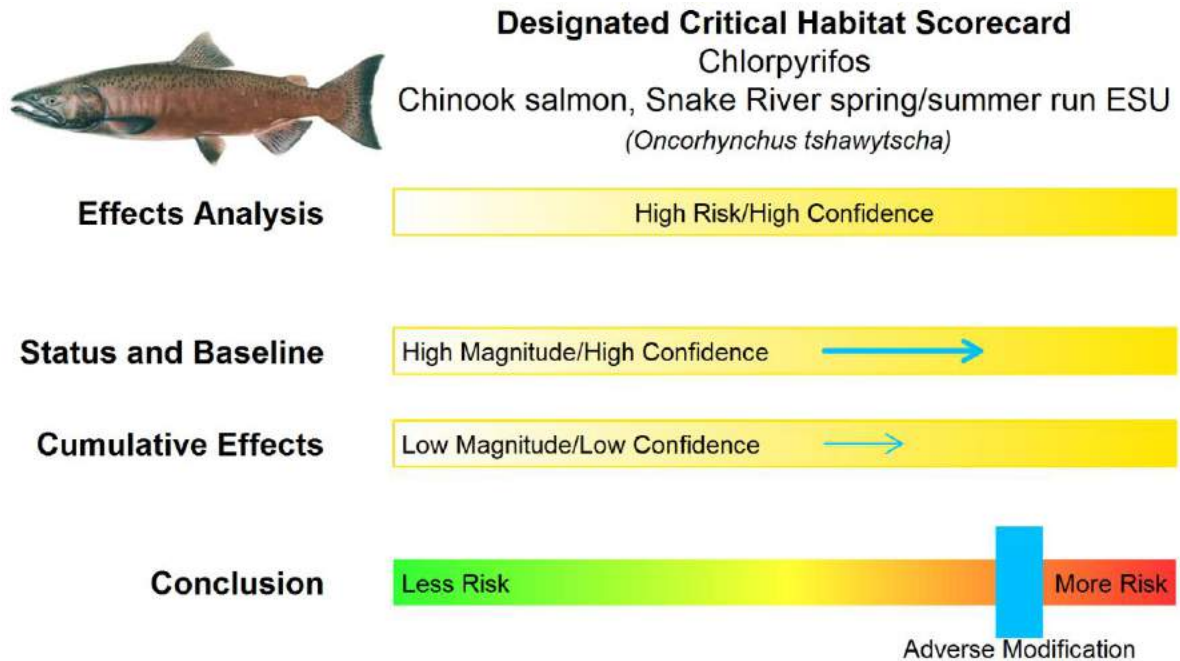 Designated Critical Habitat Scorecard
Chlorpyrifos
Chinook salmon, Snake River spring/summer run ESU
(Oncorhynchus tshawytscha)
Effects Analysis
High Risk/High Confidence
Status and Baseline
High Magnitude/High Confidence
Cumulative Effects
Low Magnitude/Low Confidence
Conclusion
Less Risk
More Risk
Adverse Modification